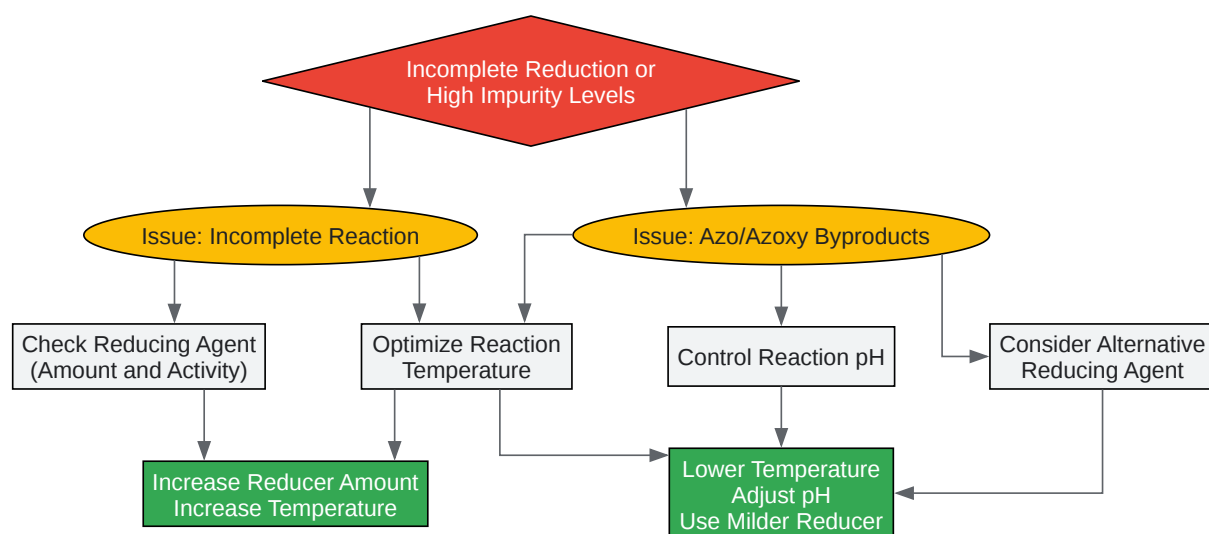 Incomplete Reduction or
High Impurity Levels
Issue: Incomplete Reaction
Issue: Azo/Azoxy Byproducts
Check Reducing Agent
(Amount and Activity)
Optimize Reaction
Temperature
Control Reaction pH
Consider Alternative
Reducing Agent
Increase Reducer Amount
Increase Temperature
Lower Temperature
Adjust pH
Use Milder Reducer